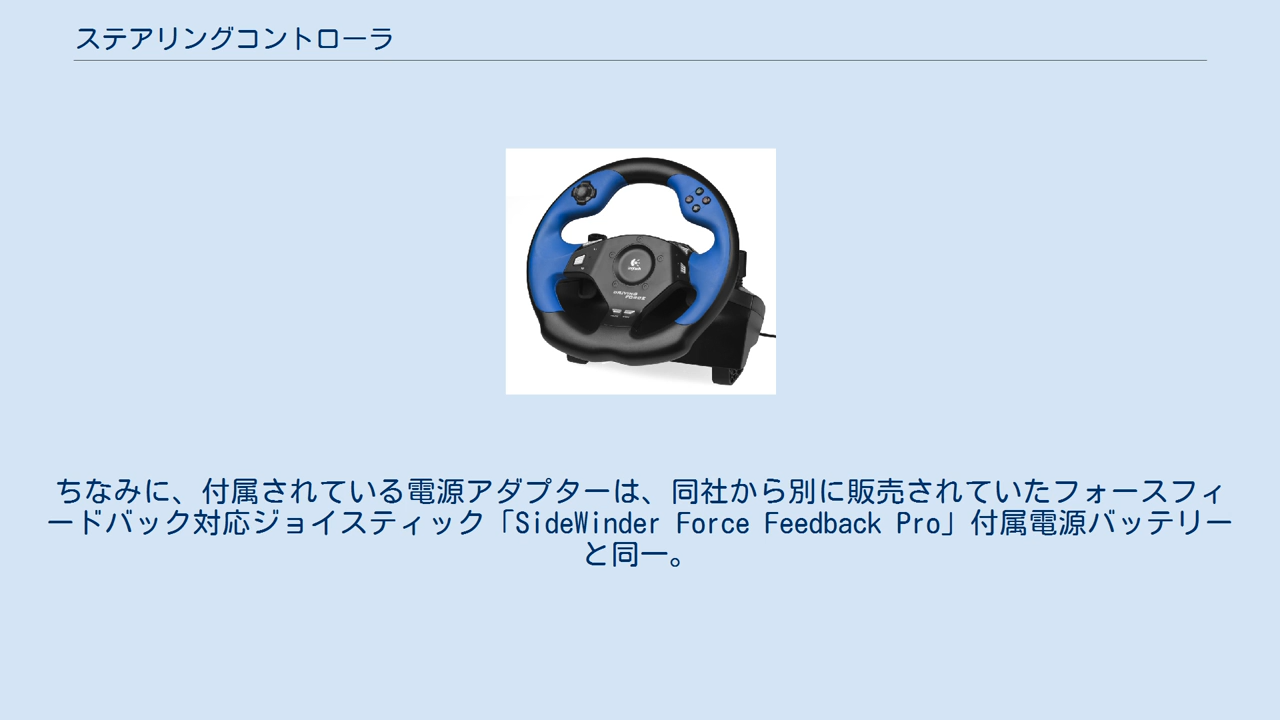 ステアリングコントローラ
DRIVING
FORCE
ちなみに、付属されている電源アダプターは、同社から別に販売されていたフォースフィ
ードバック対応ジョイスティック「SideWinder Force Feedback Pro」付属電源バッテリー
と同一。